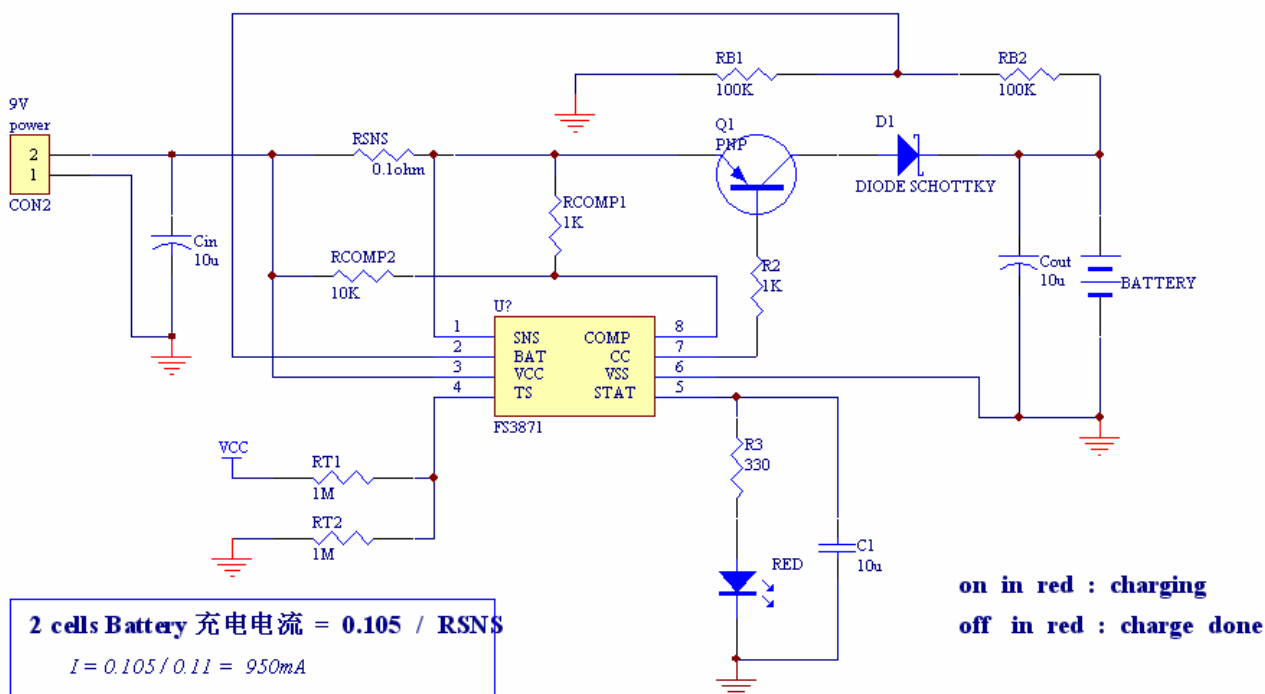 RB1
100K
RB2
100K
9V
power
2
1
CON2
RSNS
0.1ohm
Q1
PNP
D1
DIODE SCHOTTKY
Cin
10u
RCOMP1
1K
RCOMP2
10K
R2
1K
Cout
10u
BATTERY
U?
1 SNS COMP 8
2 BAT CC 7
3 VCC VSS 6
4 TS STAT 5
FS3871
VCC
RT1
1M
RT2
1M
R3
330
RED
C1
10u
on in red : charging
off in red : charge done
2 cells Battery 充电电流 = 0.105 / RSNS
I = 0.105 / 0.11 = 950mA